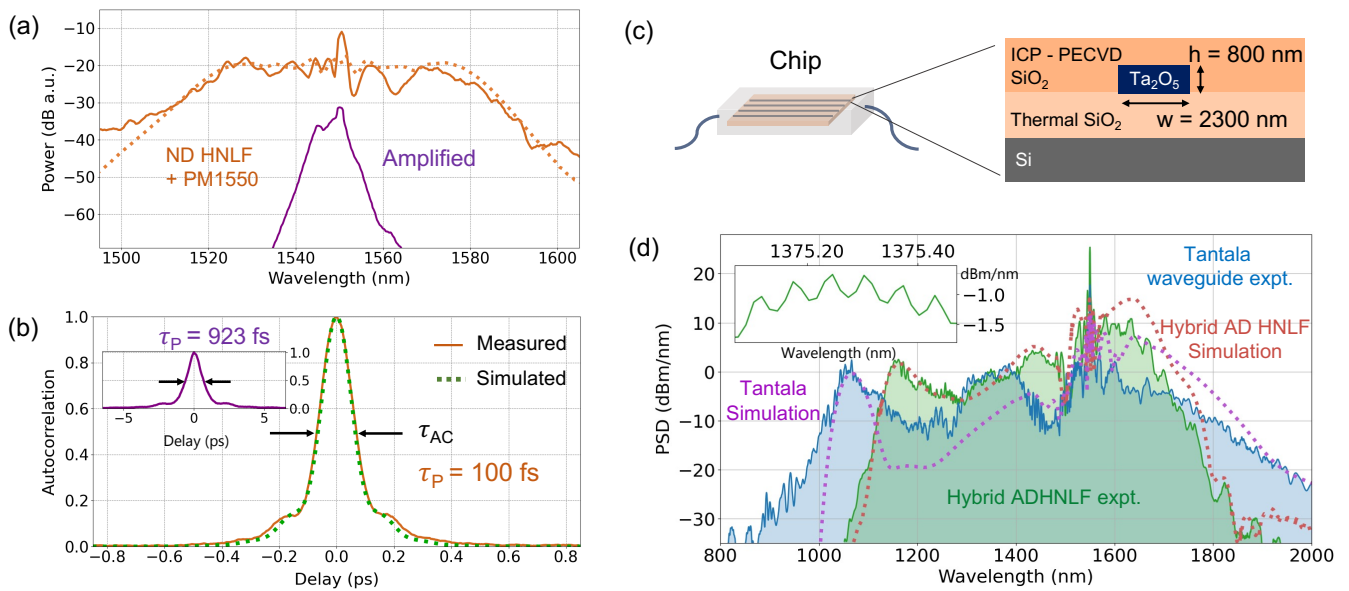 (a)
−10
−20
−30
−40
−50
−60
Power (dB a.u.)
ND HNLF
+ PM1550
Amplified
1500
1520
1540
1560
1580
1600
Wavelength (nm)
(b)
1.0
0.8
0.6
0.4
0.2
0.0
Autocorrelation
τP = 923 fs
1.0
0.5
0.0
−5
0
5
Delay (ps)
Measured
Simulated
τAC
τP = 100 fs
−0.8
−0.6
−0.4
−0.2
0.0
0.2
0.4
0.6
0.8
Delay (ps)
(c)
Chip
ICP - PECVD
SiO2
h = 800 nm
Ta2O5
Thermal SiO2
w = 2300 nm
Si
(d)
1375.20
1375.40
dBm/nm
−1.0
−1.5
Wavelength (nm)
Tantala
waveguide expt.
Hybrid AD HNLF
Simulation
Tantala
Simulation
Hybrid ADHNLF expt.
20
10
0
−10
−20
−30
PSD (dBm/nm)
800
1000
1200
1400
1600
1800
2000
Wavelength (nm)